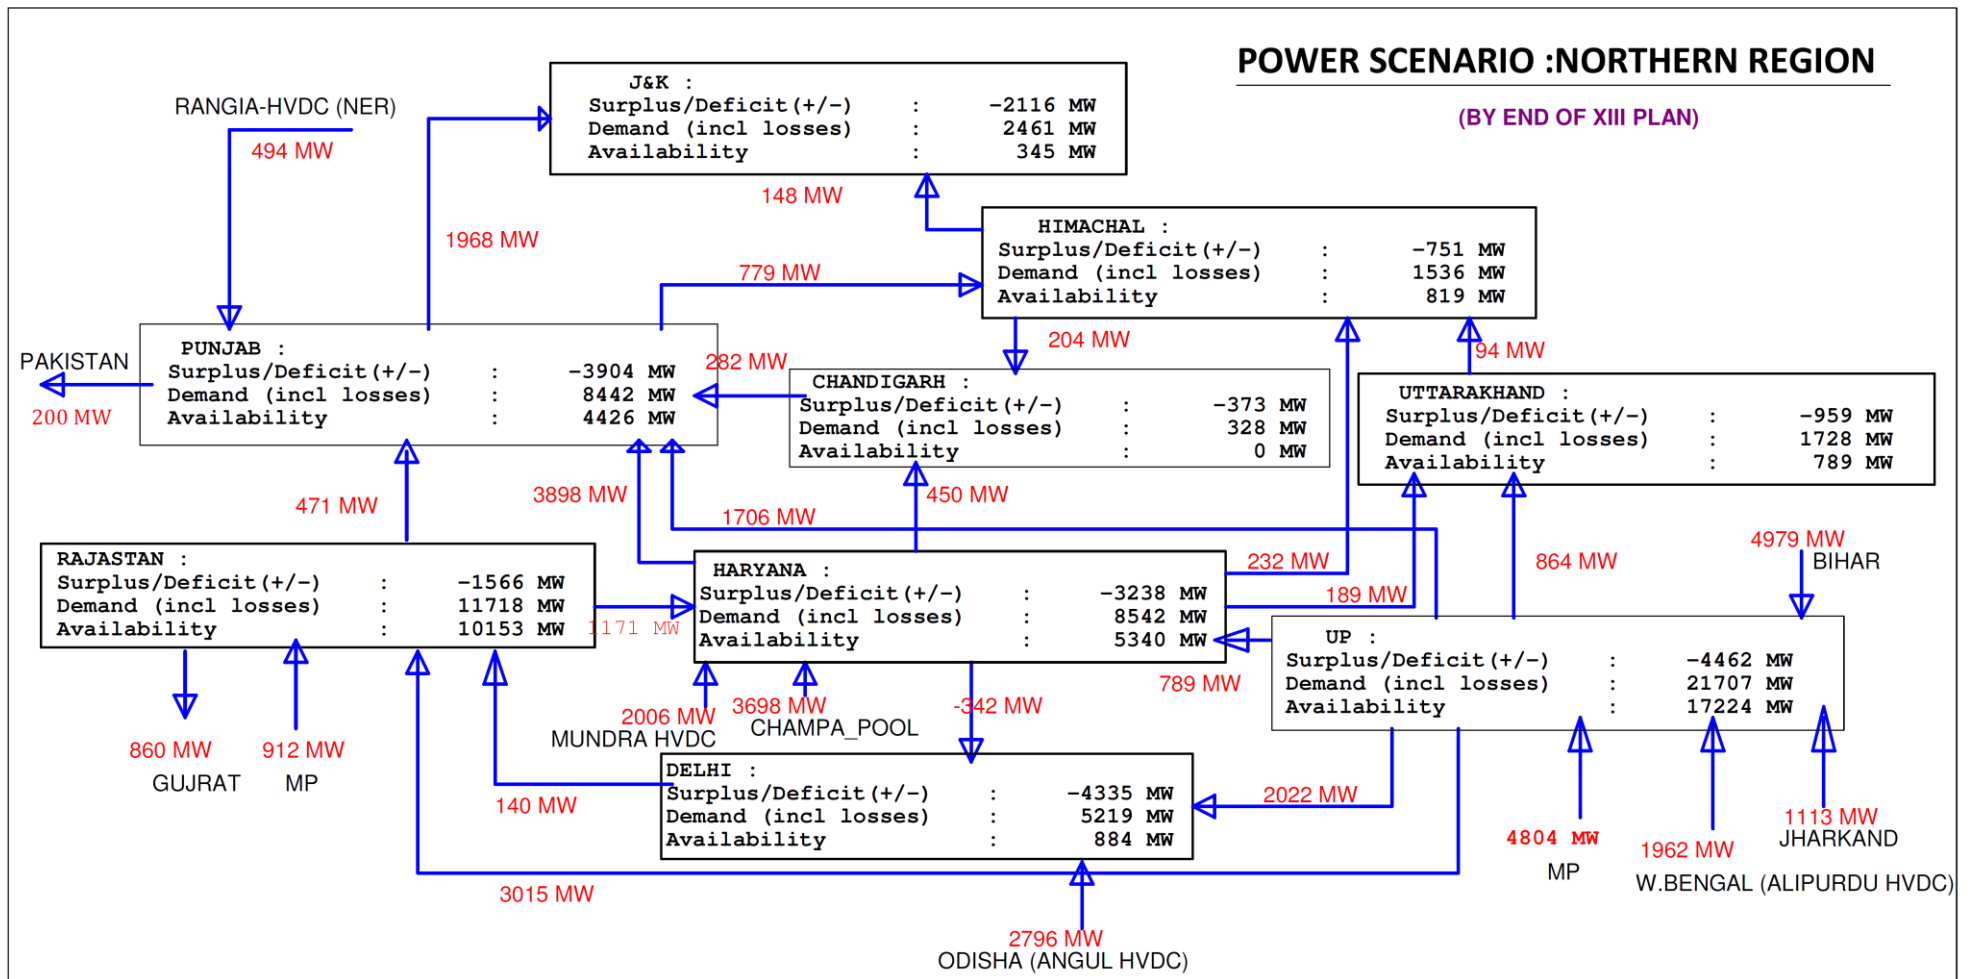 POWER SCENARIO :NORTHERN REGION
(BY END OF XIII PLAN)
J&K :
Surplus/Deficit(+/-) : -2116 MW
Demand (incl losses) : 2461 MW
Availability : 345 MW
RANGIA-HVDC (NER)
494 MW
148 MW
1968 MW
HIMACHAL :
Surplus/Deficit(+/-) : -751 MW
Demand (incl losses) : 1536 MW
Availability : 819 MW
779 MW
204 MW
94 MW
PUNJAB :
Surplus/Deficit(+/-) : -3904 MW
Demand (incl losses) : 8442 MW
Availability : 4426 MW
PAKISTAN
200 MW
282 MW
CHANDIGARH :
Surplus/Deficit(+/-) : -373 MW
Demand (incl losses) : 328 MW
Availability : 0 MW
UTTARAKHAND :
Surplus/Deficit(+/-) : -959 MW
Demand (incl losses) : 1728 MW
Availability : 789 MW
471 MW
3898 MW
450 MW
1706 MW
232 MW
189 MW
864 MW
4979 MW
BIHAR
RAJASTAN :
Surplus/Deficit(+/-) : -1566 MW
Demand (incl losses) : 11718 MW
Availability : 10153 MW
1171 MW
HARYANA :
Surplus/Deficit(+/-) : -3238 MW
Demand (incl losses) : 8542 MW
Availability : 5340 MW
UP :
Surplus/Deficit(+/-) : -4462 MW
Demand (incl losses) : 21707 MW
Availability : 17224 MW
789 MW
860 MW
GUJRAT
912 MW
MP
2006 MW
MUNDRA HVDC
3698 MW
CHAMPA_POOL
-342 MW
140 MW
DELHI :
Surplus/Deficit(+/-) : -4335 MW
Demand (incl losses) : 5219 MW
Availability : 884 MW
2022 MW
4804 MW
MP
1962 MW
W.BENGAL (ALIPURDU HVDC)
1113 MW
JHARKAND
3015 MW
2796 MW
ODISHA (ANGUL HVDC)